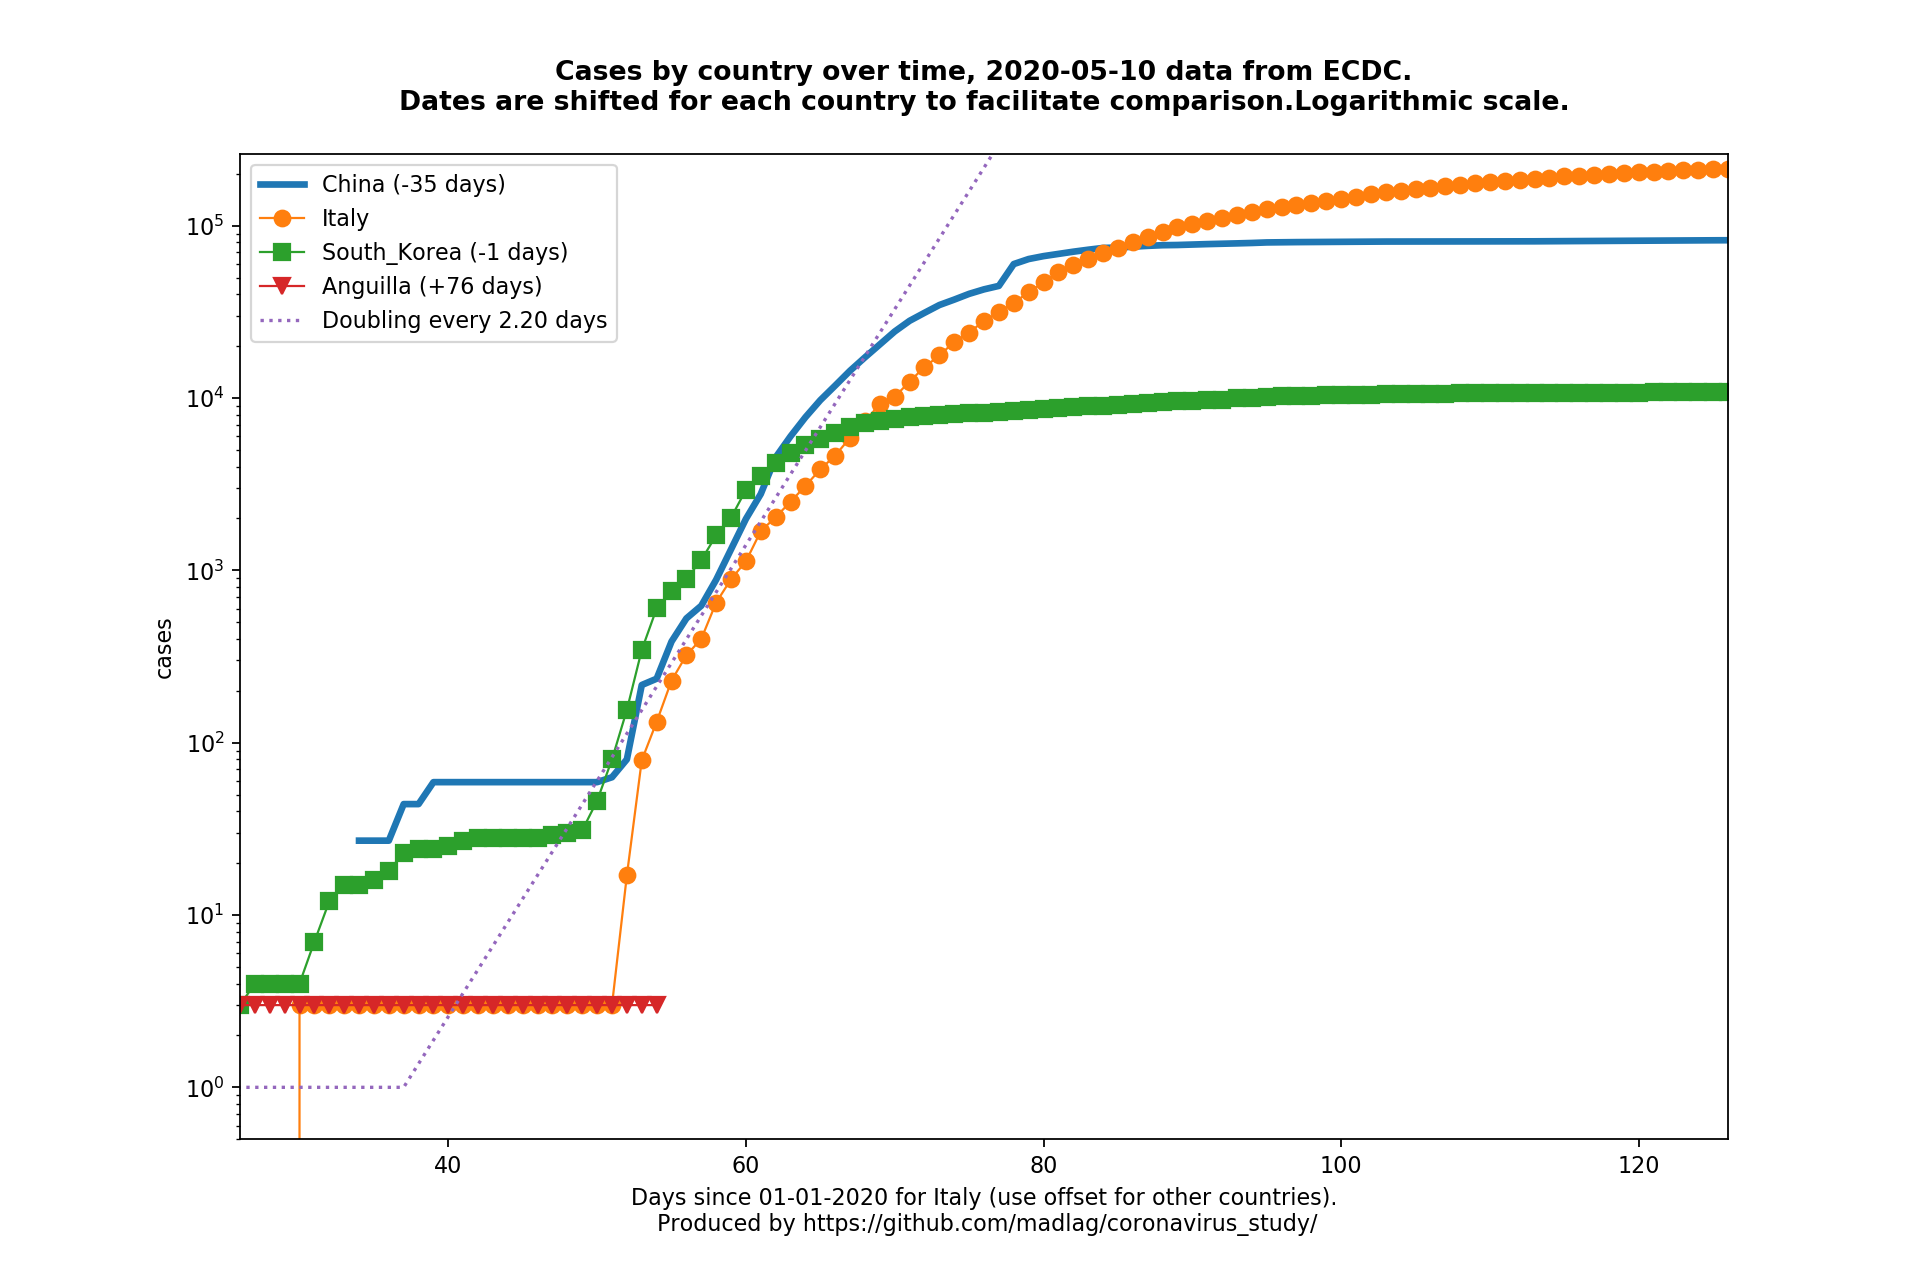 Cases by country over time, 2020-05-10 data from ECDC.
Dates are shifted for each country to facilitate comparison.Logarithmic scale.
China (-35 days)
Italy
South_Korea (-1 days)
Anguilla (+76 days)
Doubling every 2.20 days
10^5
10^4
10^3
10^2
10^1
10^0
cases
40 60 80 100 120
Days since 01-01-2020 for Italy (use offset for other countries).
Produced by https://github.com/madlag/coronavirus_study/